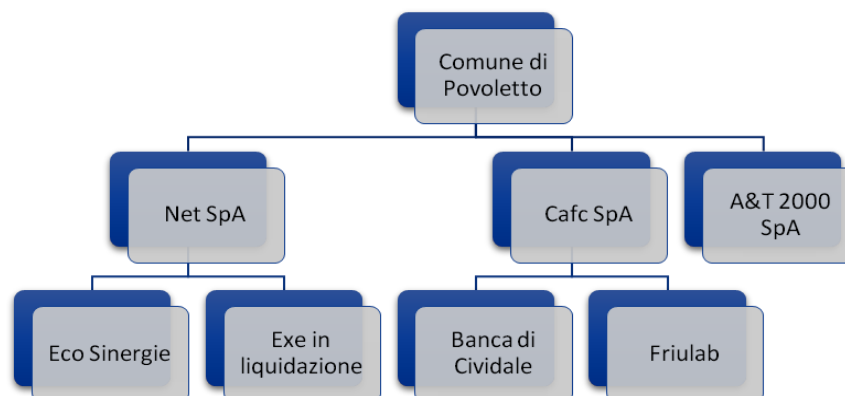 Comune di
Povoletto
Net SpA
Cafc SpA
A&T 2000
SpA
Eco Sinergie
Exe in
liquidazione
Banca di
Cividale
Friulab